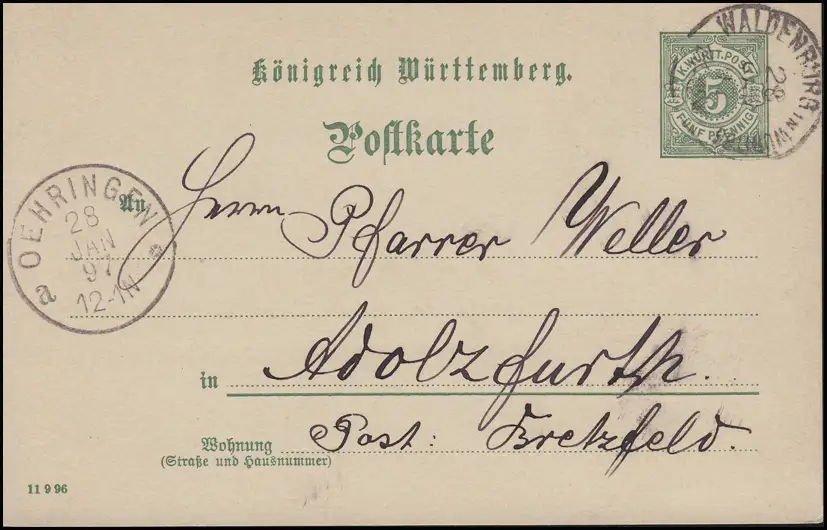 Königreich Württemberg.
K.WÜRTT.POST
5
FÜNF PFENNIG
WALDENBURG
28
Postkarte
An Herrn Pfarrer Weller
OEHRINGEN
28
JAN
97
12-1N
a
in Adolzfurth.
Wohnung Post: Bretzfeld.
(Straße und Hausnummer)
11 9 96